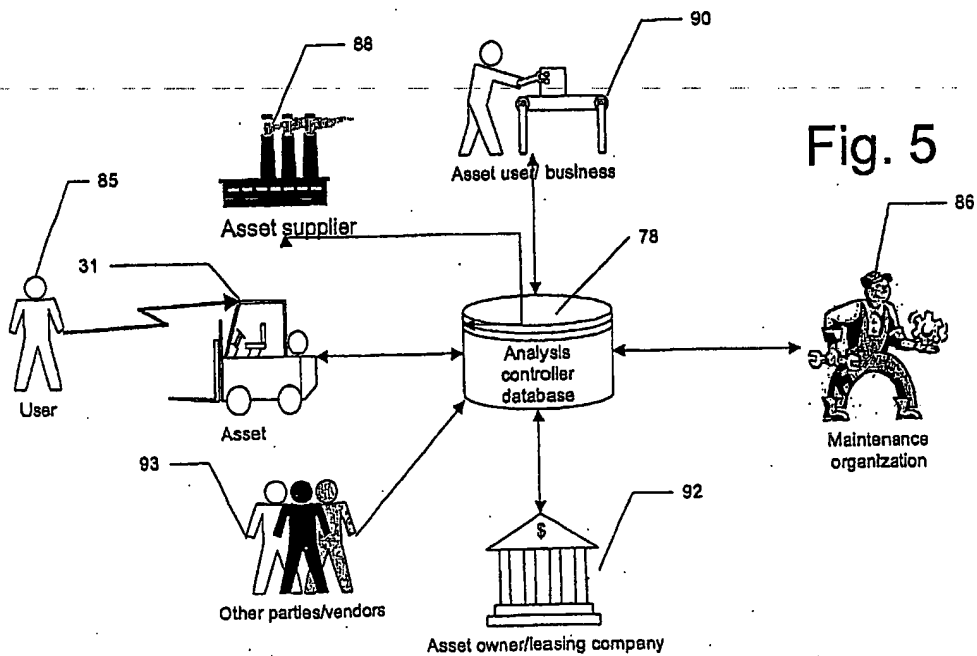 88
90
Fig. 5
85
Asset supplier
Asset user/ business
86
31
78
Analysis
controller
database
User
Asset
Maintenance
organization
93
92
$
Other parties/vendors
Asset owner/leasing company